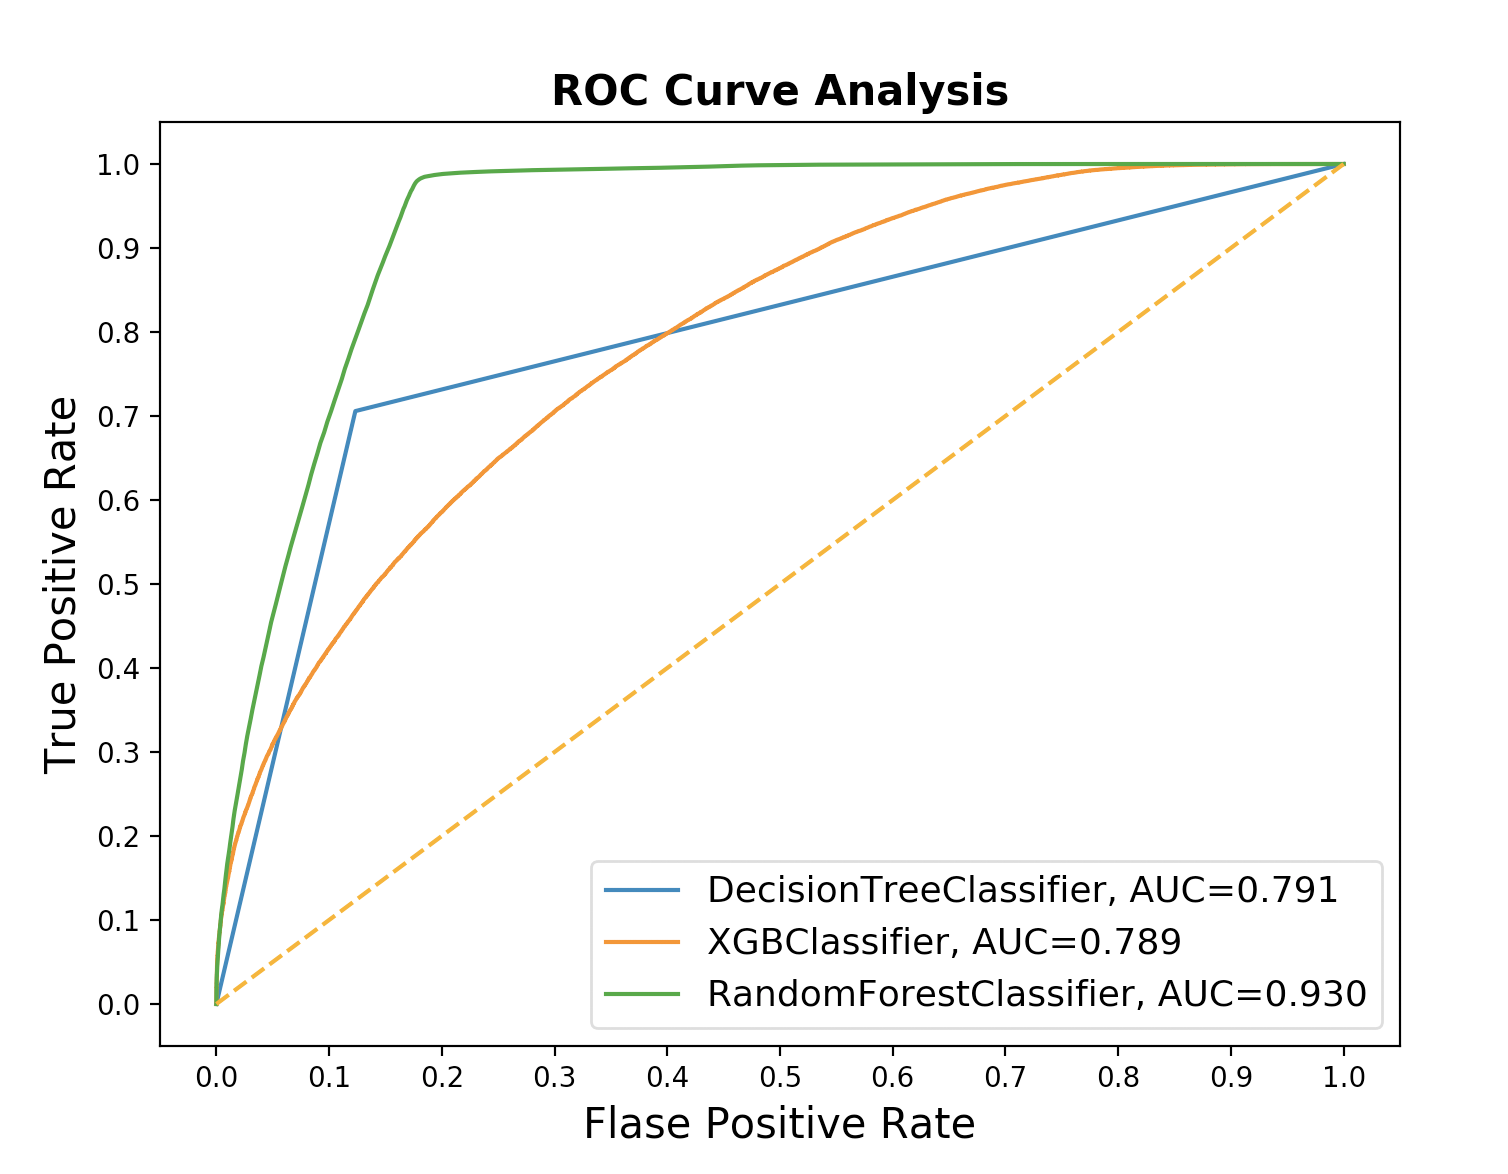 ROC Curve Analysis
True Positive Rate
1.0
0.9
0.8
0.7
0.6
0.5
0.4
0.3
0.2
0.1
0.0
DecisionTreeClassifier, AUC=0.791
XGBClassifier, AUC=0.789
RandomForestClassifier, AUC=0.930
0.0 0.1 0.2 0.3 0.4 0.5 0.6 0.7 0.8 0.9 1.0
Flase Positive Rate